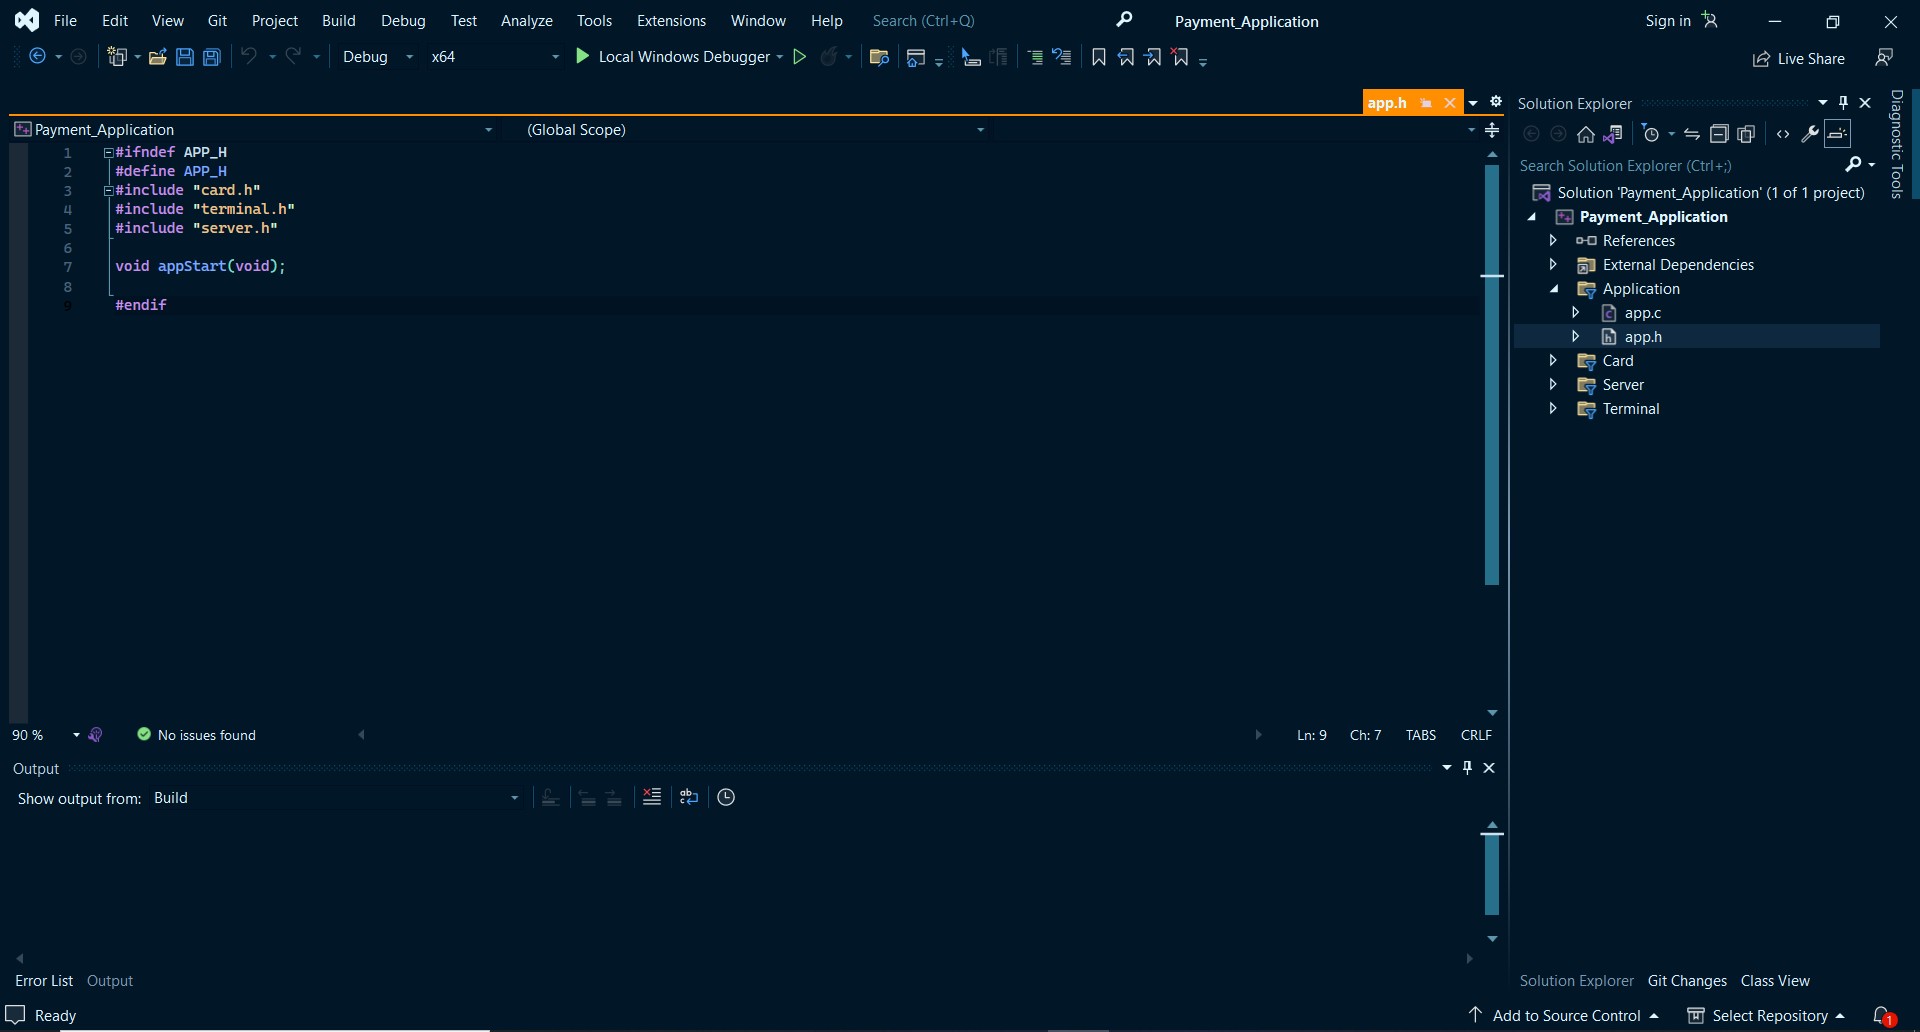 File Edit View Git Project Build Debug Test Analyze Tools Extensions Window Help Search (Ctrl+Q) Payment_Application Sign in
Debug x64 Local Windows Debugger Live Share
app.h
Payment_Application (Global Scope)
1 #ifndef APP_H
2 #define APP_H
3 #include "card.h"
4 #include "terminal.h"
5 #include "server.h"
6
7 void appStart(void);
8
9 #endif
90 % No issues found Ln: 9 Ch: 7 TABS CRLF
Output
Show output from: Build
Error List Output
Ready
Solution Explorer
Search Solution Explorer (Ctrl+;)
Solution 'Payment_Application' (1 of 1 project)
Payment_Application
References
External Dependencies
Application
app.c
app.h
Card
Server
Terminal
Solution Explorer Git Changes Class View
Add to Source Control Select Repository 1
Diagnostic Tools